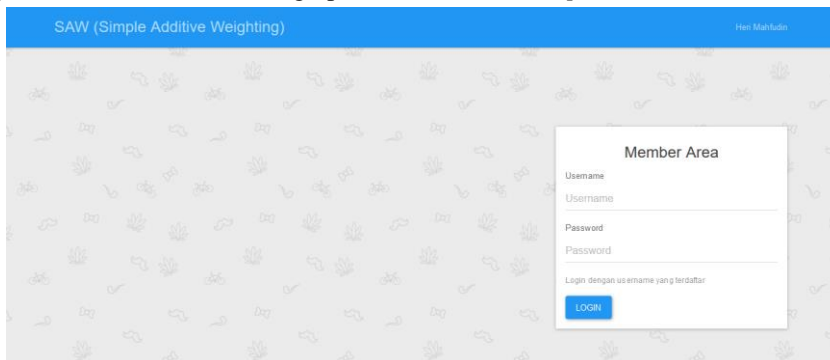 SAW (Simple Additive Weighting)
Heri Mahfudin
Member Area
Username
Username
Password
Password
Login dengan username yang terdaftar
LOGIN